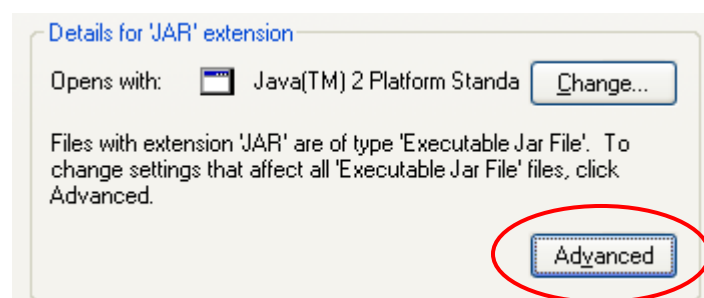 Details for 'JAR' extension
Opens with: Java(TM) 2 Platform Standa Change...
Files with extension 'JAR' are of type 'Executable Jar File'. To
change settings that affect all 'Executable Jar File' files, click
Advanced.
Advanced